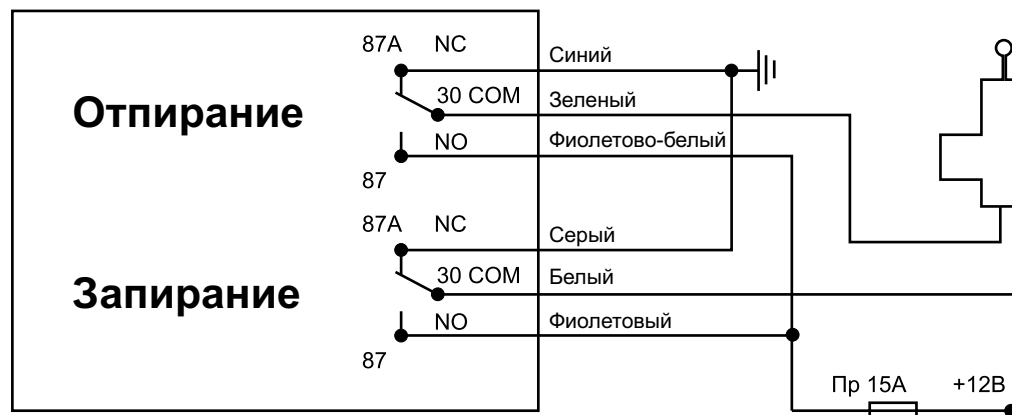 87A NC
Синий
Отпирание
30 COM
Зеленый
NO
Фиолетово-белый
87
87A NC
Серый
Запирание
30 COM
Белый
NO
Фиолетовый
87
Пр 15А
+12В